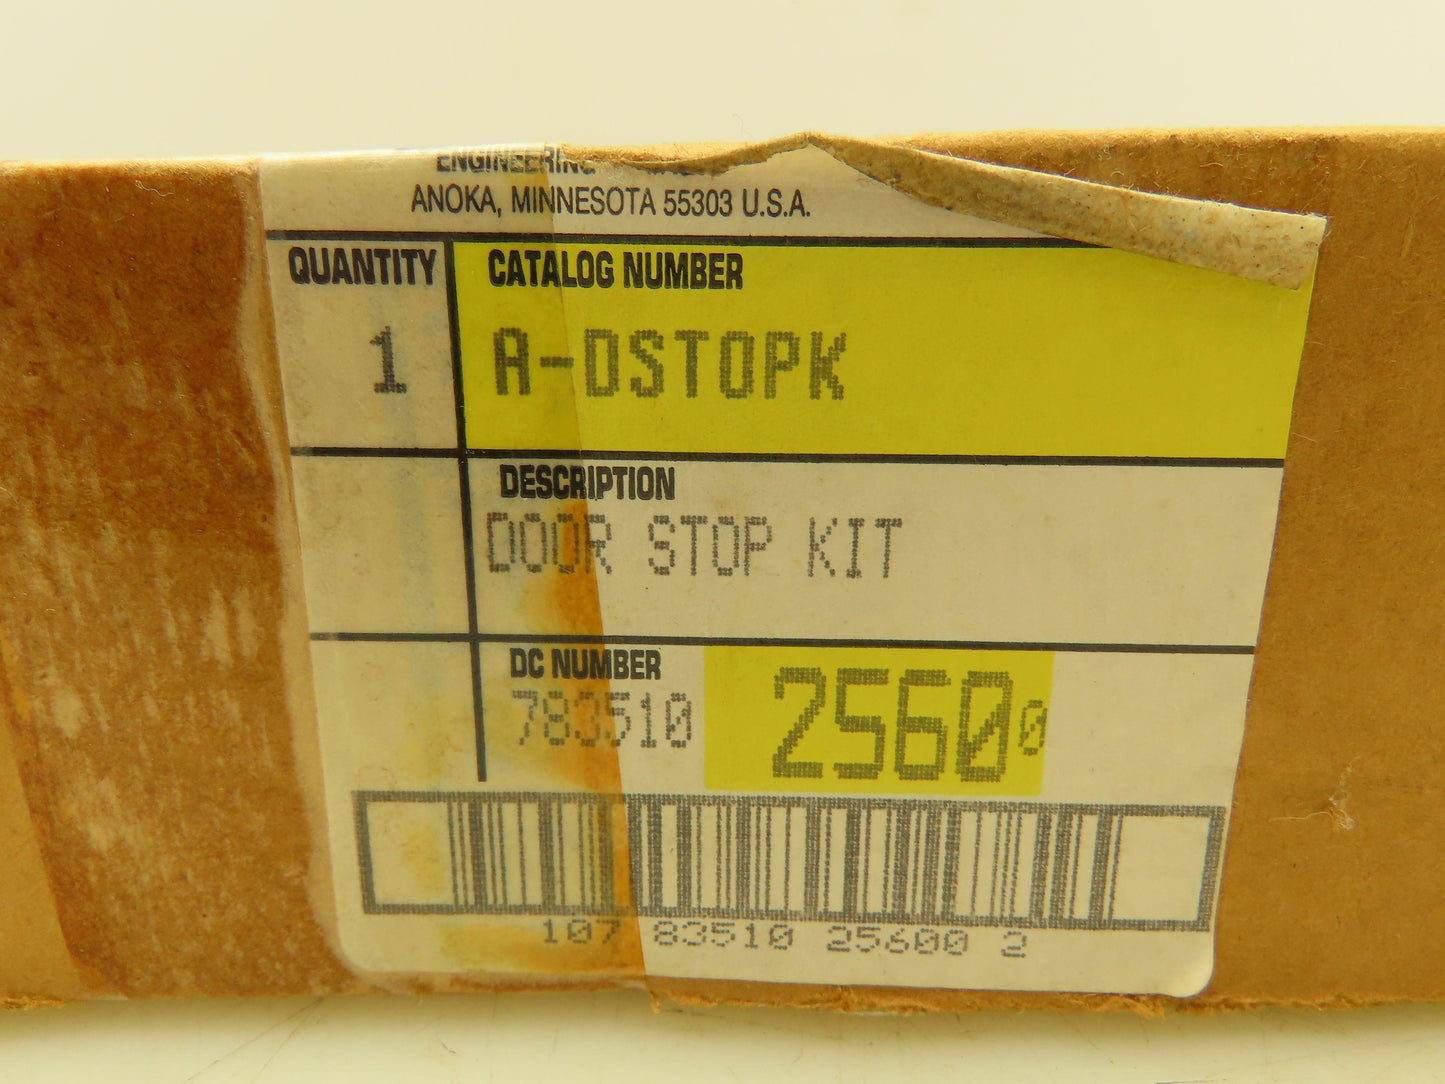 ENGINEERING
ANOKA, MINNESOTA 55303 U.S.A.
QUANTITY CATALOG NUMBER
1 A-DSTOPK
DESCRIPTION
DOOR STOP KIT
DC NUMBER
783510 25600
107 83510 25600 2